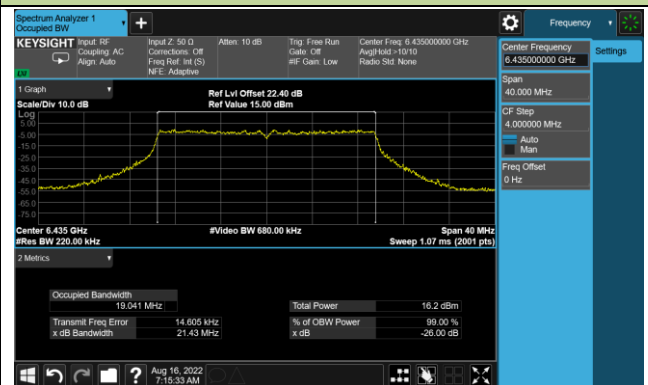 Spectrum Analyzer 1
Occupied BW
Frequency
KEYSIGHT
Input: RF
Coupling: AC
Align: Auto
Input Z: 50 Ω
Corrections: Off
Freq Ref: Int (S)
NFE: Adaptive
Atten: 10 dB
Trig: Free Run
Gate: Off
#IF Gain: Low
Center Freq: 6.435000000 GHz
Avg|Hold:>10/10
Radio Std: None
Center Frequency
6.435000000 GHz
Settings
Span
40.000 MHz
CF Step
4.000000 MHz
Auto
Man
Freq Offset
0 Hz
1 Graph
Scale/Div 10.0 dB
Ref Lvl Offset 22.40 dB
Ref Value 15.00 dBm
Log
5.00
-5.00
-15.0
-25.0
-35.0
-45.0
-55.0
-65.0
-75.0
Center 6.435 GHz
#Video BW 680.00 kHz
Span 40 MHz
#Res BW 220.00 kHz
Sweep 1.07 ms (2001 pts)
2 Metrics
Occupied Bandwidth
19.041 MHz
Total Power 16.2 dBm
Transmit Freq Error 14.605 kHz
% of OBW Power 99.00 %
x dB Bandwidth 21.43 MHz
x dB -26.00 dB
?
Aug 16, 2022
7:15:33 AM